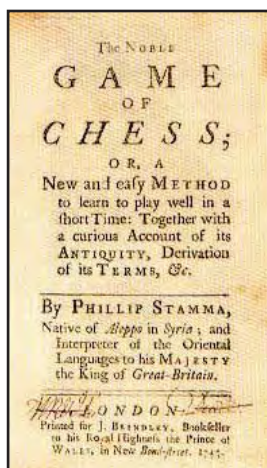 The NOBLE
GAME
OF
CHESS;
OR, A
New and eaſy METHOD
to learn to play well in a
ſhort Time: Together with
a curious Account of its
ANTIQUITY, Derivation
of its TERMS, &c.
By PHILLIP STAMMA,
Native of Aleppo in Syria; and
Interpreter of the Oriental
Languages to his MAJESTY
the King of Great-Britain.
LONDON:
Printed for J. BRINDLEY, Bookſeller
to his Royal Highneſs the Prince of
WALES, in New Bond-ſtreet. 1745.